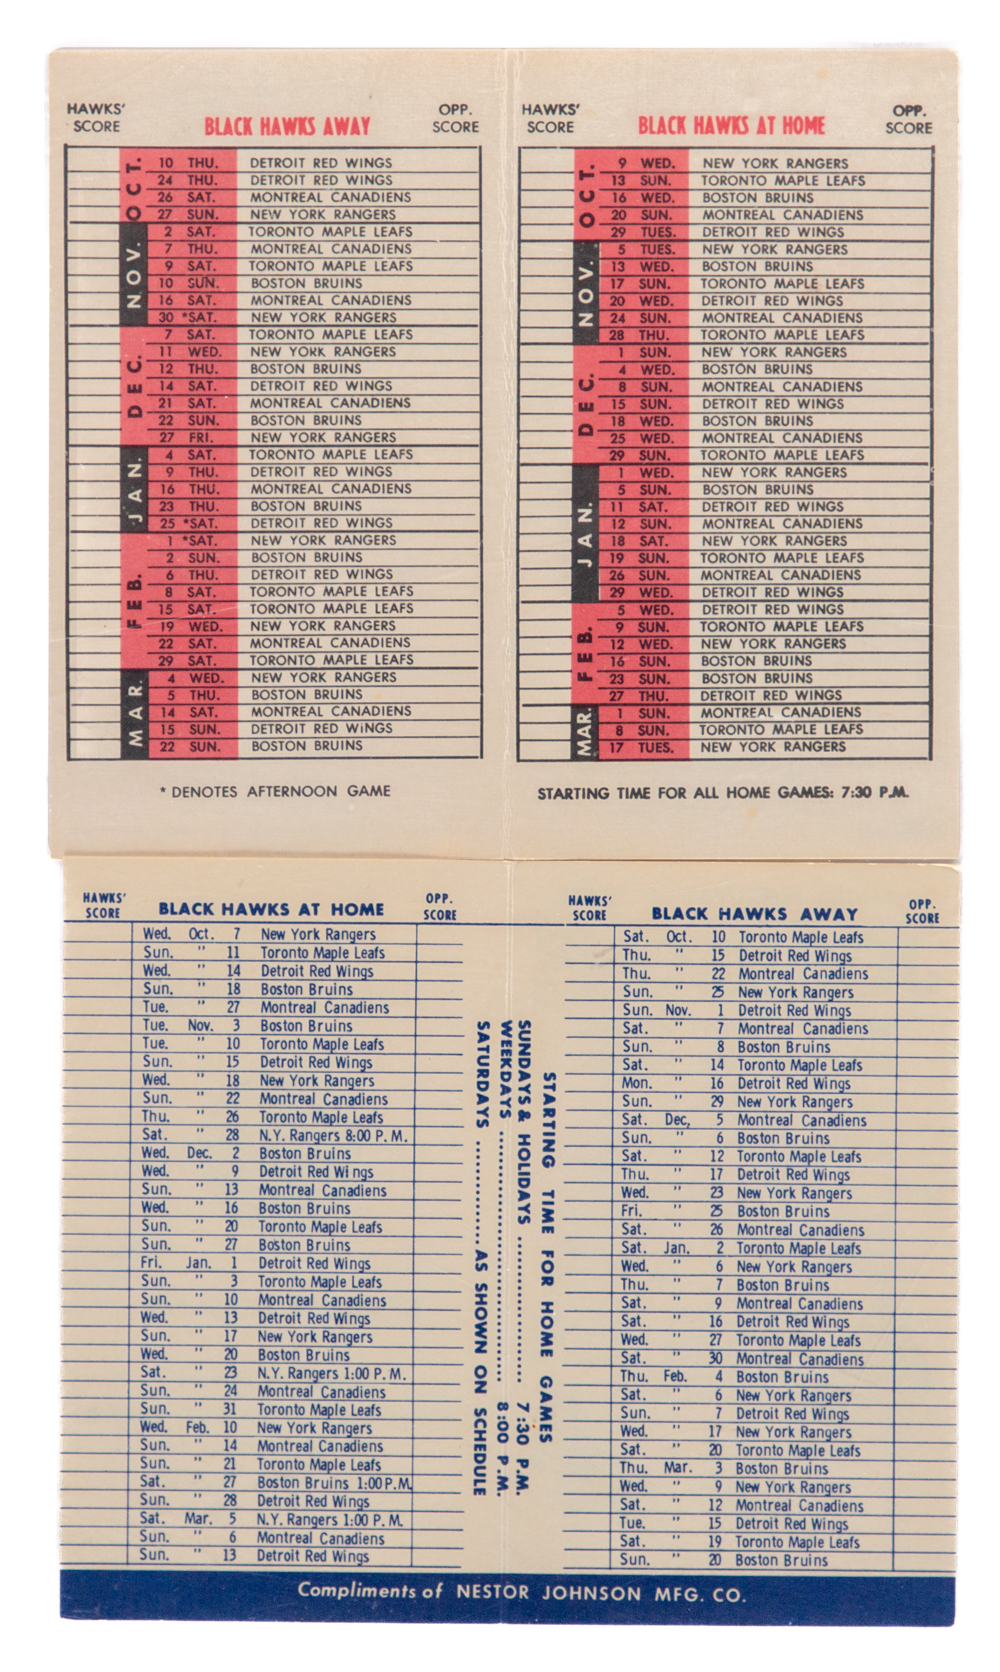 HAWKS' SCORE BLACK HAWKS AWAY OPP. SCORE
OCT. 10 THU. DETROIT RED WINGS
24 THU. DETROIT RED WINGS
26 SAT. MONTREAL CANADIENS
27 SUN. NEW YORK RANGERS
NOV. 2 SAT. TORONTO MAPLE LEAFS
7 THU. MONTREAL CANADIENS
9 SAT. TORONTO MAPLE LEAFS
10 SUN. BOSTON BRUINS
16 SAT. MONTREAL CANADIENS
30 *SAT. NEW YORK RANGERS
DEC. 7 SAT. TORONTO MAPLE LEAFS
11 WED. NEW YORK RANGERS
12 THU. BOSTON BRUINS
14 SAT. DETROIT RED WINGS
21 SAT. MONTREAL CANADIENS
22 SUN. BOSTON BRUINS
27 FRI. NEW YORK RANGERS
JAN. 4 SAT. TORONTO MAPLE LEAFS
9 THU. DETROIT RED WINGS
16 THU. MONTREAL CANADIENS
23 THU. BOSTON BRUINS
25 *SAT. DETROIT RED WINGS
FEB. 1 *SAT. NEW YORK RANGERS
2 SUN. BOSTON BRUINS
6 THU. DETROIT RED WINGS
8 SAT. TORONTO MAPLE LEAFS
15 SAT. TORONTO MAPLE LEAFS
19 WED. NEW YORK RANGERS
22 SAT. MONTREAL CANADIENS
29 SAT. TORONTO MAPLE LEAFS
MAR. 4 WED. NEW YORK RANGERS
5 THU. BOSTON BRUINS
14 SAT. MONTREAL CANADIENS
15 SUN. DETROIT RED WINGS
22 SUN. BOSTON BRUINS
* DENOTES AFTERNOON GAME
HAWKS' SCORE BLACK HAWKS AT HOME OPP. SCORE
OCT. 9 WED. NEW YORK RANGERS
13 SUN. TORONTO MAPLE LEAFS
16 WED. BOSTON BRUINS
20 SUN. MONTREAL CANADIENS
29 TUES. DETROIT RED WINGS
NOV. 5 TUES. NEW YORK RANGERS
13 WED. BOSTON BRUINS
17 SUN. TORONTO MAPLE LEAFS
20 WED. DETROIT RED WINGS
24 SUN. MONTREAL CANADIENS
28 THU. TORONTO MAPLE LEAFS
DEC. 1 SUN. NEW YORK RANGERS
4 WED. BOSTON BRUINS
8 SUN. MONTREAL CANADIENS
15 SUN. DETROIT RED WINGS
18 WED. BOSTON BRUINS
25 WED. MONTREAL CANADIENS
29 SUN. TORONTO MAPLE LEAFS
JAN. 1 WED. NEW YORK RANGERS
5 SUN. BOSTON BRUINS
11 SAT. DETROIT RED WINGS
12 SUN. MONTREAL CANADIENS
18 SAT. NEW YORK RANGERS
19 SUN. TORONTO MAPLE LEAFS
26 SUN. MONTREAL CANADIENS
29 WED. DETROIT RED WINGS
FEB. 5 WED. DETROIT RED WINGS
9 SUN. TORONTO MAPLE LEAFS
12 WED. NEW YORK RANGERS
16 SUN. BOSTON BRUINS
23 SUN. BOSTON BRUINS
27 THU. DETROIT RED WINGS
MAR. 1 SUN. MONTREAL CANADIENS
8 SUN. TORONTO MAPLE LEAFS
17 TUES. NEW YORK RANGERS
STARTING TIME FOR ALL HOME GAMES: 7:30 P.M.
HAWKS' SCORE BLACK HAWKS AT HOME OPP. SCORE
Wed. Oct. 7 New York Rangers
Sun. " 11 Toronto Maple Leafs
Wed. " 14 Detroit Red Wings
Sun. " 18 Boston Bruins
Tue. " 27 Montreal Canadiens
Tue. Nov. 3 Boston Bruins
Tue. " 10 Toronto Maple Leafs
Sun. " 15 Detroit Red Wings
Wed. " 18 New York Rangers
Sun. " 22 Montreal Canadiens
Thu. " 26 Toronto Maple Leafs
Sat. " 28 N.Y. Rangers 8:00 P.M.
Wed. Dec. 2 Boston Bruins
Wed. " 9 Detroit Red Wings
Sun. " 13 Montreal Canadiens
Wed. " 16 Boston Bruins
Sun. " 20 Toronto Maple Leafs
Sun. " 27 Boston Bruins
Fri. Jan. 1 Detroit Red Wings
Sun. " 3 Toronto Maple Leafs
Sun. " 10 Montreal Canadiens
Wed. " 13 Detroit Red Wings
Sun. " 17 New York Rangers
Wed. " 20 Boston Bruins
Sat. " 23 N.Y. Rangers 1:00 P.M.
Sun. " 24 Montreal Canadiens
Sun. " 31 Toronto Maple Leafs
Wed. Feb. 10 New York Rangers
Sun. " 14 Montreal Canadiens
Sun. " 21 Toronto Maple Leafs
Sat. " 27 Boston Bruins 1:00 P.M.
Sun. " 28 Detroit Red Wings
Sat. Mar. 5 N.Y. Rangers 1:00 P.M.
Sun. " 6 Montreal Canadiens
Sun. " 13 Detroit Red Wings
STARTING TIME FOR HOME GAMES
SUNDAYS & HOLIDAYS .................. 7:30 P.M.
WEEKDAYS ............................ 8:00 P.M.
SATURDAYS ............ AS SHOWN ON SCHEDULE
HAWKS' SCORE BLACK HAWKS AWAY OPP. SCORE
Sat. Oct. 10 Toronto Maple Leafs
Thu. " 15 Detroit Red Wings
Thu. " 22 Montreal Canadiens
Sun. " 25 New York Rangers
Sun. Nov. 1 Detroit Red Wings
Sat. " 7 Montreal Canadiens
Sun. " 8 Boston Bruins
Sat. " 14 Toronto Maple Leafs
Mon. " 16 Detroit Red Wings
Sun. " 29 New York Rangers
Sat. Dec, 5 Montreal Canadiens
Sun. " 6 Boston Bruins
Sat. " 12 Toronto Maple Leafs
Thu. " 17 Detroit Red Wings
Wed. " 23 New York Rangers
Fri. " 25 Boston Bruins
Sat. " 26 Montreal Canadiens
Sat. Jan. 2 Toronto Maple Leafs
Wed. " 6 New York Rangers
Thu. " 7 Boston Bruins
Sat. " 9 Montreal Canadiens
Sat. " 16 Detroit Red Wings
Wed. " 27 Toronto Maple Leafs
Sat. " 30 Montreal Canadiens
Thu. Feb. 4 Boston Bruins
Sat. " 6 New York Rangers
Sun. " 7 Detroit Red Wings
Wed. " 17 New York Rangers
Sat. " 20 Toronto Maple Leafs
Thu. Mar. 3 Boston Bruins
Wed. " 9 New York Rangers
Sat. " 12 Montreal Canadiens
Tue. " 15 Detroit Red Wings
Sat. " 19 Toronto Maple Leafs
Sun. " 20 Boston Bruins
Compliments of NESTOR JOHNSON MFG. CO.